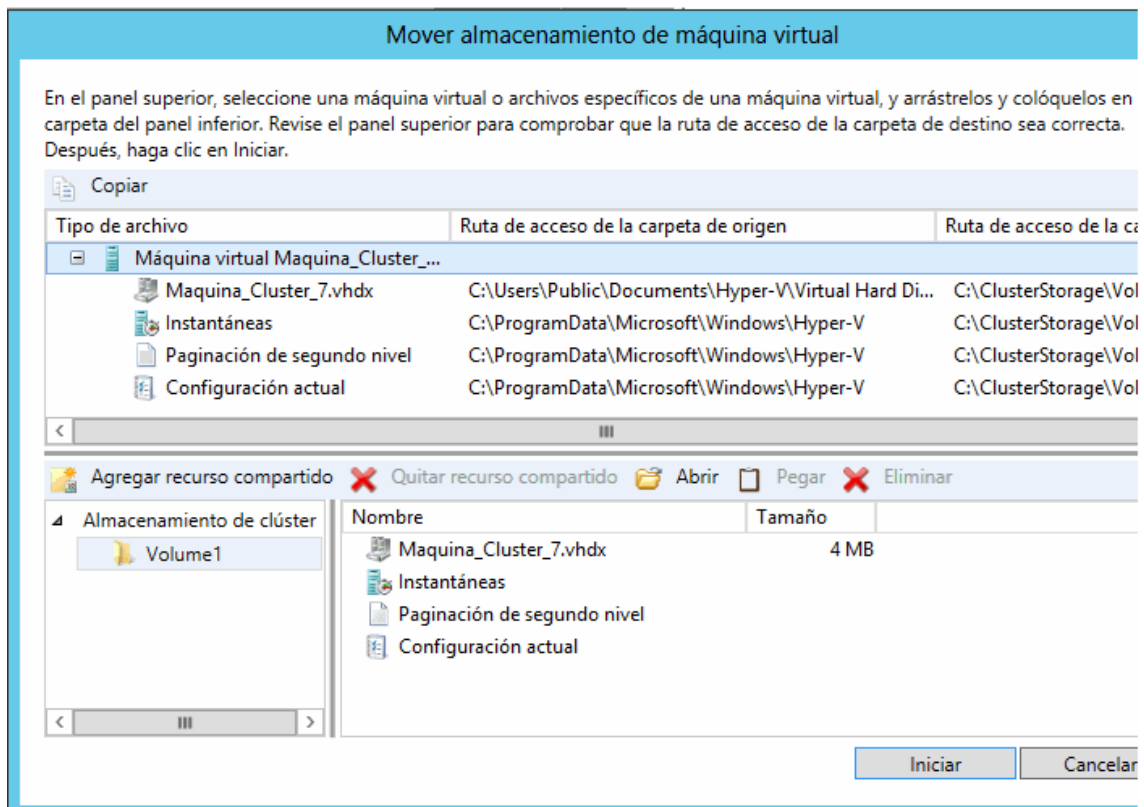 Mover almacenamiento de máquina virtual
En el panel superior, seleccione una máquina virtual o archivos específicos de una máquina virtual, y arrástrelos y colóquelos en
carpeta del panel inferior. Revise el panel superior para comprobar que la ruta de acceso de la carpeta de destino sea correcta.
Después, haga clic en Iniciar.
Copiar
Tipo de archivo Ruta de acceso de la carpeta de origen Ruta de acceso de la ca
Máquina virtual Maquina_Cluster_...
Maquina_Cluster_7.vhdx C:\Users\Public\Documents\Hyper-V\Virtual Hard Di... C:\ClusterStorage\Vol
Instantáneas C:\ProgramData\Microsoft\Windows\Hyper-V C:\ClusterStorage\Vol
Paginación de segundo nivel C:\ProgramData\Microsoft\Windows\Hyper-V C:\ClusterStorage\Vol
Configuración actual C:\ProgramData\Microsoft\Windows\Hyper-V C:\ClusterStorage\Vol
Agregar recurso compartido Quitar recurso compartido Abrir Pegar Eliminar
Almacenamiento de clúster Nombre Tamaño
Volume1 Maquina_Cluster_7.vhdx 4 MB
Instantáneas
Paginación de segundo nivel
Configuración actual
Iniciar Cancelar